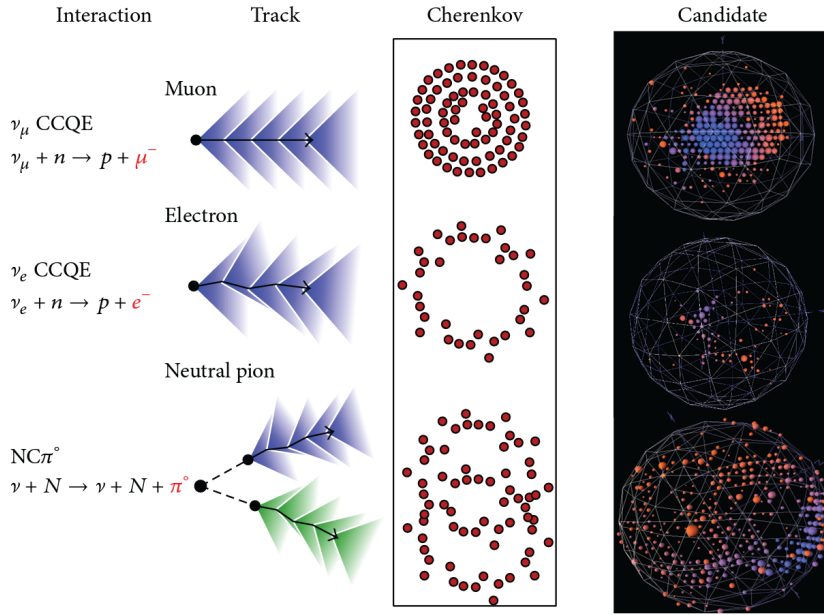 Interaction Track Cherenkov Candidate
Muon
νμ CCQE
νμ + n → p + μ−
Electron
νe CCQE
νe + n → p + e−
Neutral pion
NCπ°
ν + N → ν + N + π°